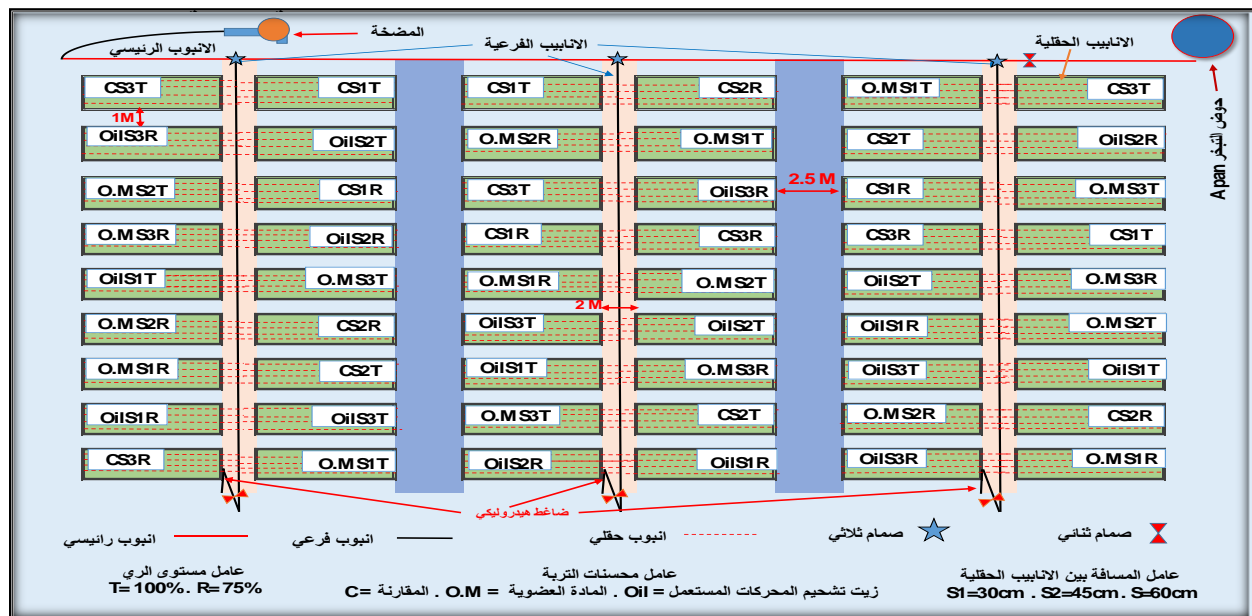 المضخة
الانبوب الرئيسي
الانابيب الفرعية
الانابيب الحقلية
حوض التبخر Apan
CS3T CS1T CS1T CS2R O.MS1T CS3T
1M
OilS3R OilS2T O.MS2R O.MS1T CS2T OilS2R
O.MS2T CS1R CS3T OilS3R 2.5 M CS1R O.MS3T
O.MS3R OilS2R CS1R CS3R CS3R CS1T
OilS1T O.MS3T O.MS1R O.MS2T OilS2T O.MS3R
2 M
O.MS2R CS2R OilS3T OilS2T OilS1R O.MS2T
O.MS1R CS2T OilS1T O.MS3R OilS3T OilS1T
OilS1R OilS3T O.MS3T CS2T O.MS2R CS2R
CS3R O.MS1T OilS2R OilS1R OilS3R O.MS1R
ضاغط هيدروليكي
صمام ثنائي صمام ثلاثي انبوب حقلي انبوب فرعي انبوب رائيسي
عامل المسافة بين الانابيب الحقلية
S1=30cm . S2=45cm . S=60cm
عامل محسنات التربة
زيت تشحيم المحركات المستعمل = Oil . المادة العضوية = O.M . المقارنة = C
عامل مستوى الري
T= 100% . R= 75%